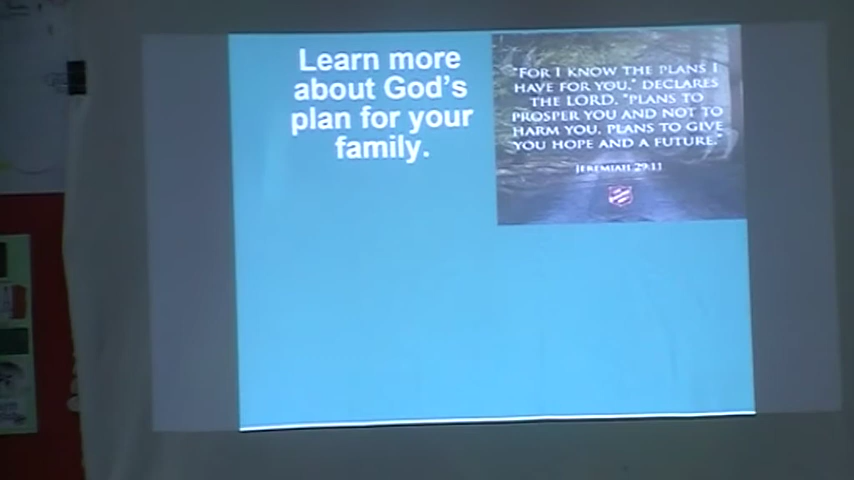 Learn more
about God's
plan for your
family.
"FOR I KNOW THE PLANS I
HAVE FOR YOU," DECLARES
THE LORD, "PLANS TO
PROSPER YOU AND NOT TO
HARM YOU, PLANS TO GIVE
YOU HOPE AND A FUTURE."
JEREMIAH 29:11